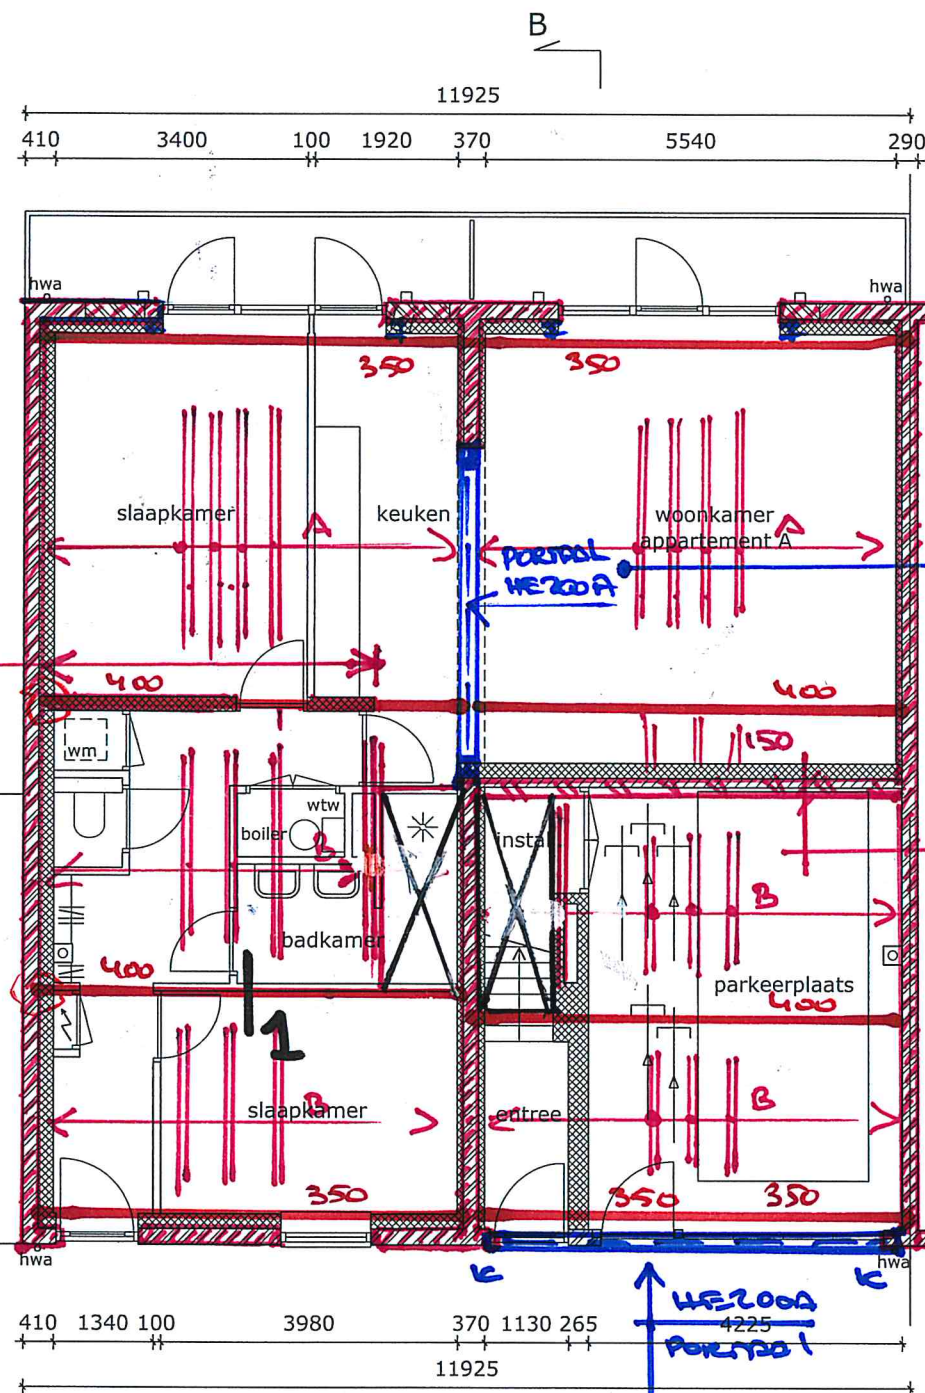 B
11925
410 3400 100 1920 370 5540 290
hwa hwa
350 350
slaapkamer A keuken woonkamer A
appartement A
PORTAAL
HE200A
400 400
150
wm
wtw
boiler B instal
B
badkamer
parkeerplaats
400 400
1
slaapkamer B entree B
350 350 350
hwa hwa
K K
HE200A
410 1340 100 3980 370 1130 265 4225
PORTAAL
11925